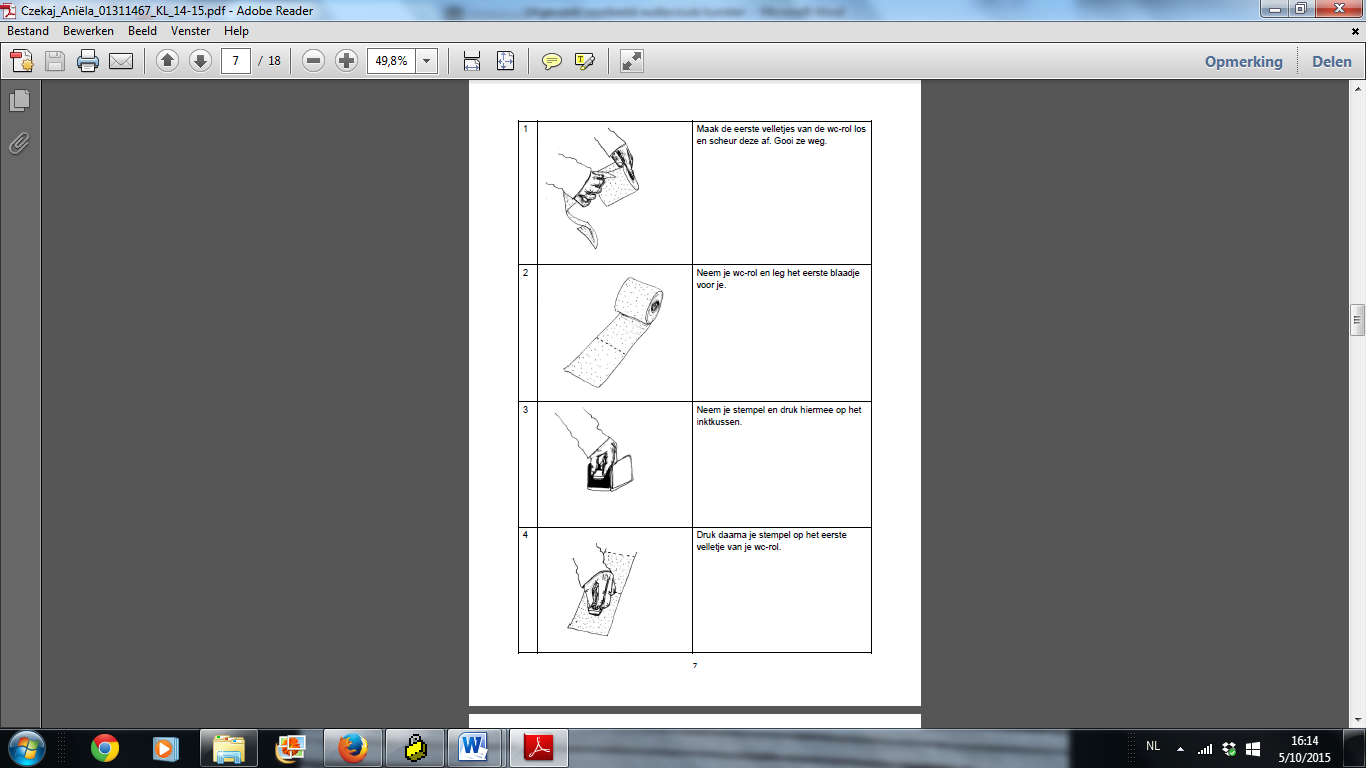 Czekaj_Aniëla_01311467_KL_14-15.pdf - Adobe Reader
Bestand Bewerken Beeld Venster Help
7 / 18 49,8% Opmerking Delen
1 Maak de eerste velletjes van de wc-rol los
en scheur deze af. Gooi ze weg.
2 Neem je wc-rol en leg het eerste blaadje
voor je.
3 Neem je stempel en druk hiermee op het
inktkussen.
4 Druk daarna je stempel op het eerste
velletje van je wc-rol.
7
NL 16:14
5/10/2015